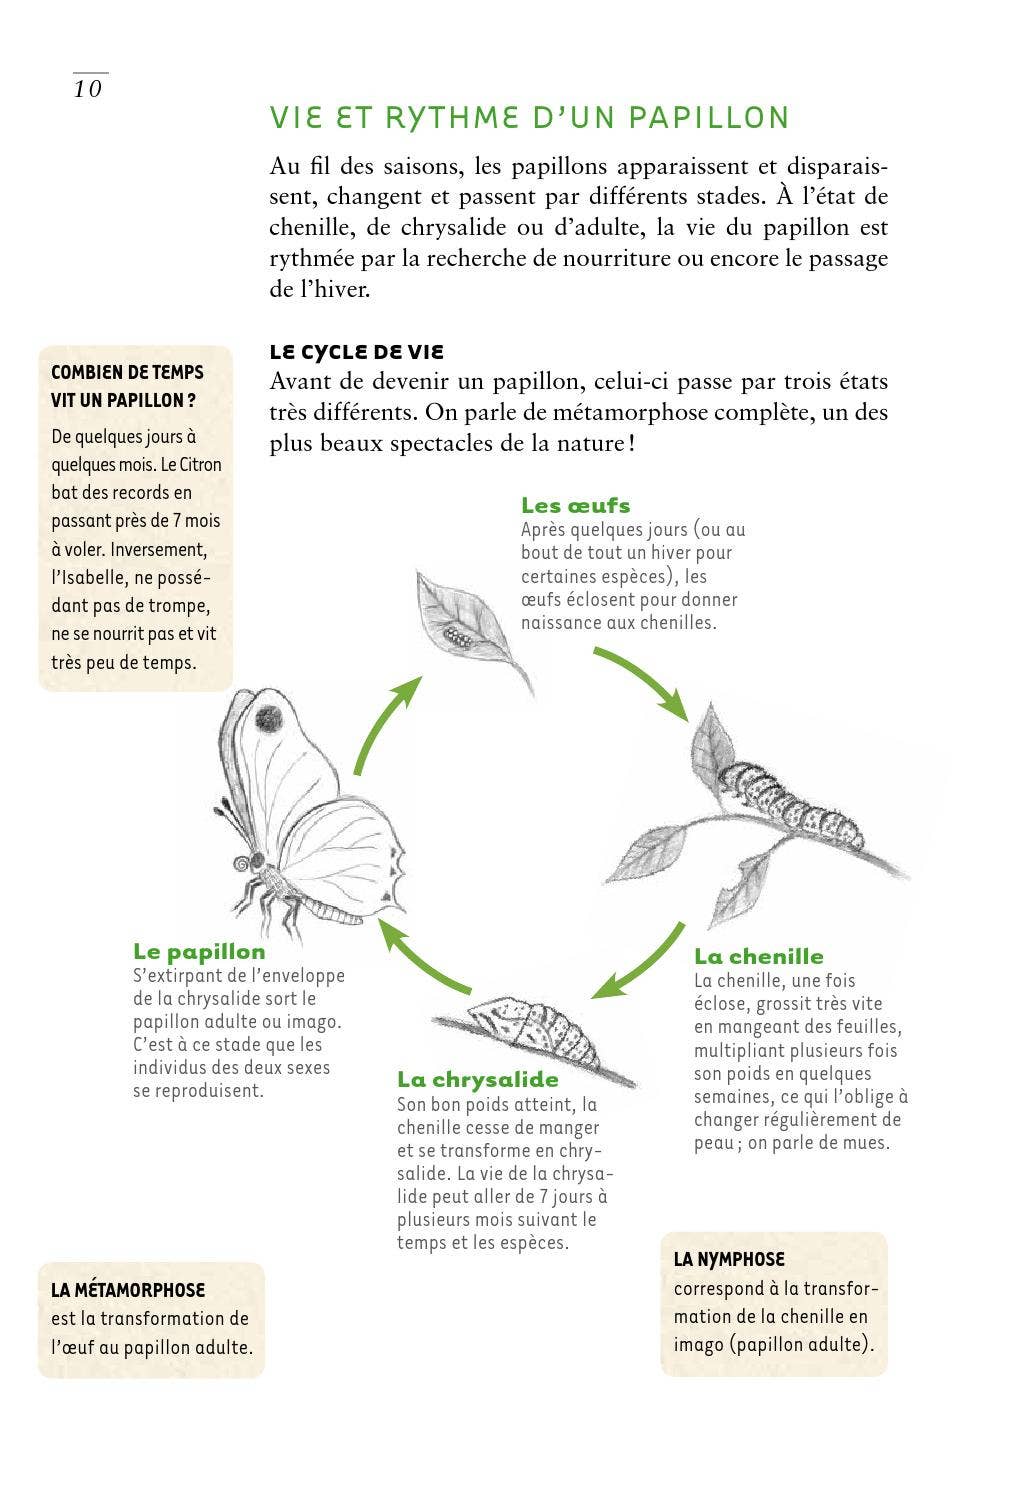 10
VIE ET RYTHME D’UN PAPILLON
Au fil des saisons, les papillons apparaissent et disparais-
sent, changent et passent par différents stades. À l’état de
chenille, de chrysalide ou d’adulte, la vie du papillon est
rythmée par la recherche de nourriture ou encore le passage
de l’hiver.
LE CYCLE DE VIE
Avant de devenir un papillon, celui-ci passe par trois états
très différents. On parle de métamorphose complète, un des
plus beaux spectacles de la nature !
COMBIEN DE TEMPS
VIT UN PAPILLON ?
De quelques jours à
quelques mois. Le Citron
bat des records en
passant près de 7 mois
à voler. Inversement,
l’Isabelle, ne possé-
dant pas de trompe,
ne se nourrit pas et vit
très peu de temps.
Les œufs
Après quelques jours (ou au
bout de tout un hiver pour
certaines espèces), les
œufs éclosent pour donner
naissance aux chenilles.
La chenille
La chenille, une fois
éclose, grossit très vite
en mangeant des feuilles,
multipliant plusieurs fois
son poids en quelques
semaines, ce qui l’oblige à
changer régulièrement de
peau ; on parle de mues.
La chrysalide
Son bon poids atteint, la
chenille cesse de manger
et se transforme en chry-
salide. La vie de la chrysa-
lide peut aller de 7 jours à
plusieurs mois suivant le
temps et les espèces.
Le papillon
S’extirpant de l’enveloppe
de la chrysalide sort le
papillon adulte ou imago.
C’est à ce stade que les
individus des deux sexes
se reproduisent.
LA MÉTAMORPHOSE
est la transformation de
l’œuf au papillon adulte.
LA NYMPHOSE
correspond à la transfor-
mation de la chenille en
imago (papillon adulte).